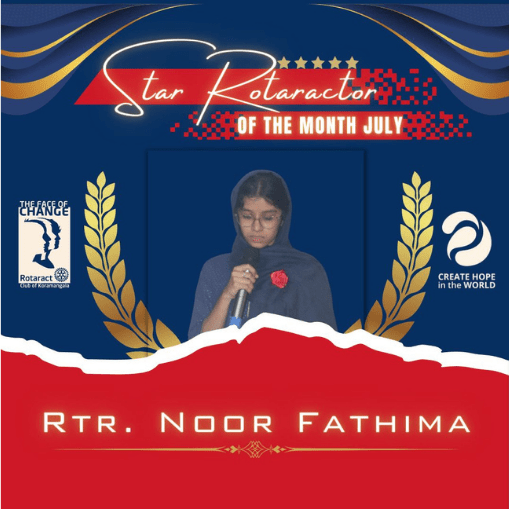 Star Rotaractor
OF THE MONTH JULY
THE FACE OF
CHANGE
Rotaract
Club of Koramangala
CREATE HOPE
in the WORLD
RTR. NOOR FATHIMA